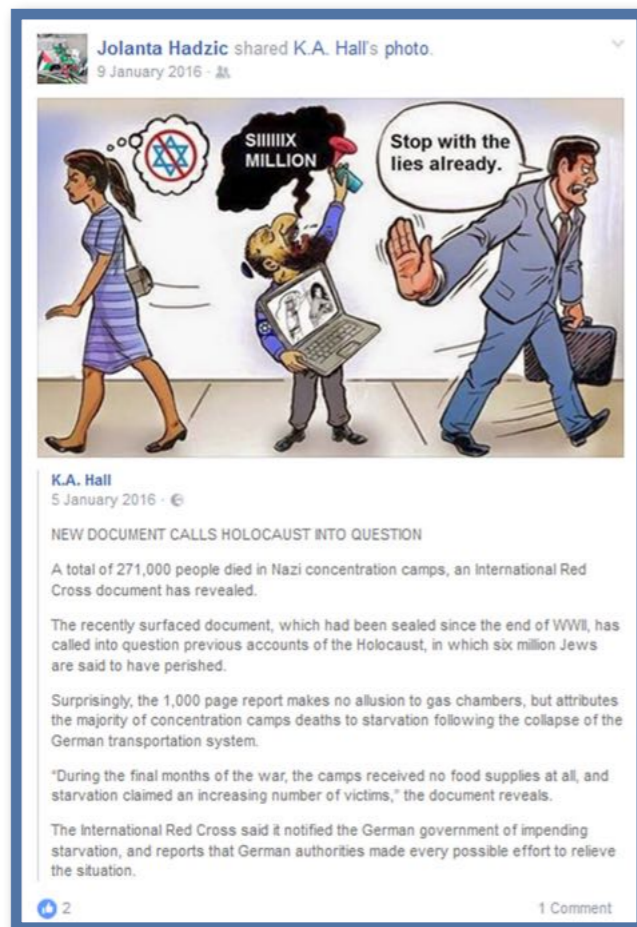 Jolanta Hadzic shared K.A. Hall's photo.
9 January 2016 ·
SIIIIIIX
MILLION
Stop with the
lies already.
K.A. Hall
5 January 2016 ·
NEW DOCUMENT CALLS HOLOCAUST INTO QUESTION
A total of 271,000 people died in Nazi concentration camps, an International Red
Cross document has revealed.
The recently surfaced document, which had been sealed since the end of WWII, has
called into question previous accounts of the Holocaust, in which six million Jews
are said to have perished.
Surprisingly, the 1,000 page report makes no allusion to gas chambers, but attributes
the majority of concentration camps deaths to starvation following the collapse of the
German transportation system.
"During the final months of the war, the camps received no food supplies at all, and
starvation claimed an increasing number of victims," the document reveals.
The International Red Cross said it notified the German government of impending
starvation, and reports that German authorities made every possible effort to relieve
the situation.
2
1 Comment